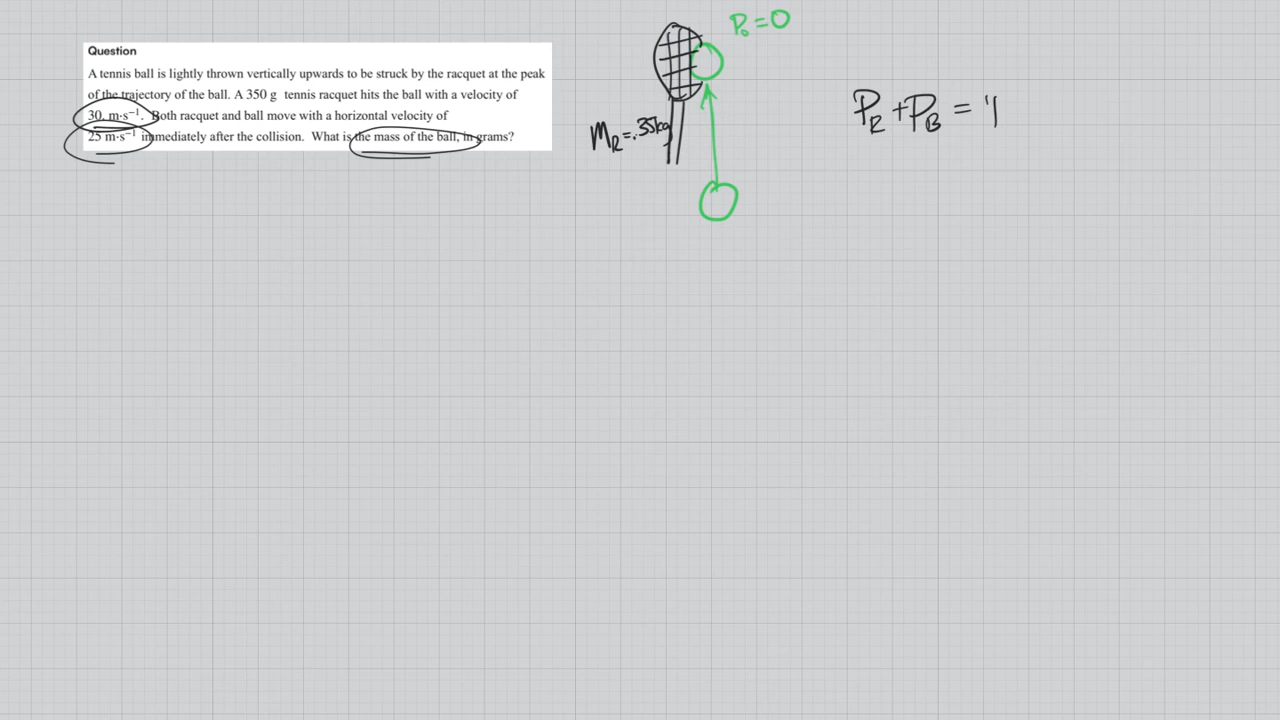 Question
A tennis ball is lightly thrown vertically upwards to be struck by the racquet at the peak
of the trajectory of the ball. A 350 g tennis racquet hits the ball with a velocity of
30. m·s⁻¹. Both racquet and ball move with a horizontal velocity of
25 m·s⁻¹ immediately after the collision. What is the mass of the ball, in grams?
P₀=0
M_R=.35kg
P_R+P_B=